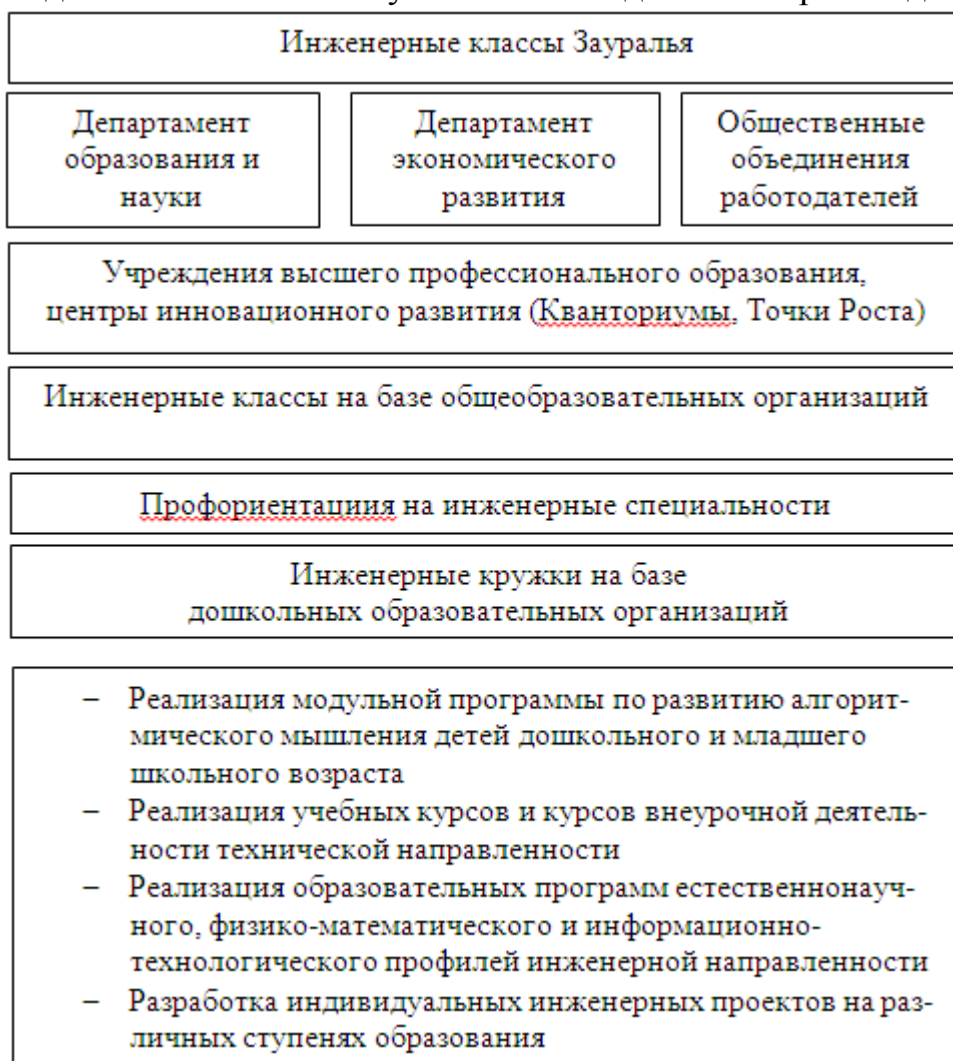 Инженерные классы Зауралья
Департамент
образования и
науки
Департамент
экономического
развития
Общественные
объединения
работодателей
Учреждения высшего профессионального образования,
центры инновационного развития (Кванториумы, Точки Роста)
Инженерные классы на базе общеобразовательных организаций
Профориентациия на инженерные специальности
Инженерные кружки на базе
дошкольных образовательных организаций
– Реализация модульной программы по развитию алгорит-
мического мышления детей дошкольного и младшего
школьного возраста
– Реализация учебных курсов и курсов внеурочной деятель-
ности технической направленности
– Реализация образовательных программ естественнонауч-
ного, физико-математического и информационно-
технологического профилей инженерной направленности
– Разработка индивидуальных инженерных проектов на раз-
личных ступенях образования